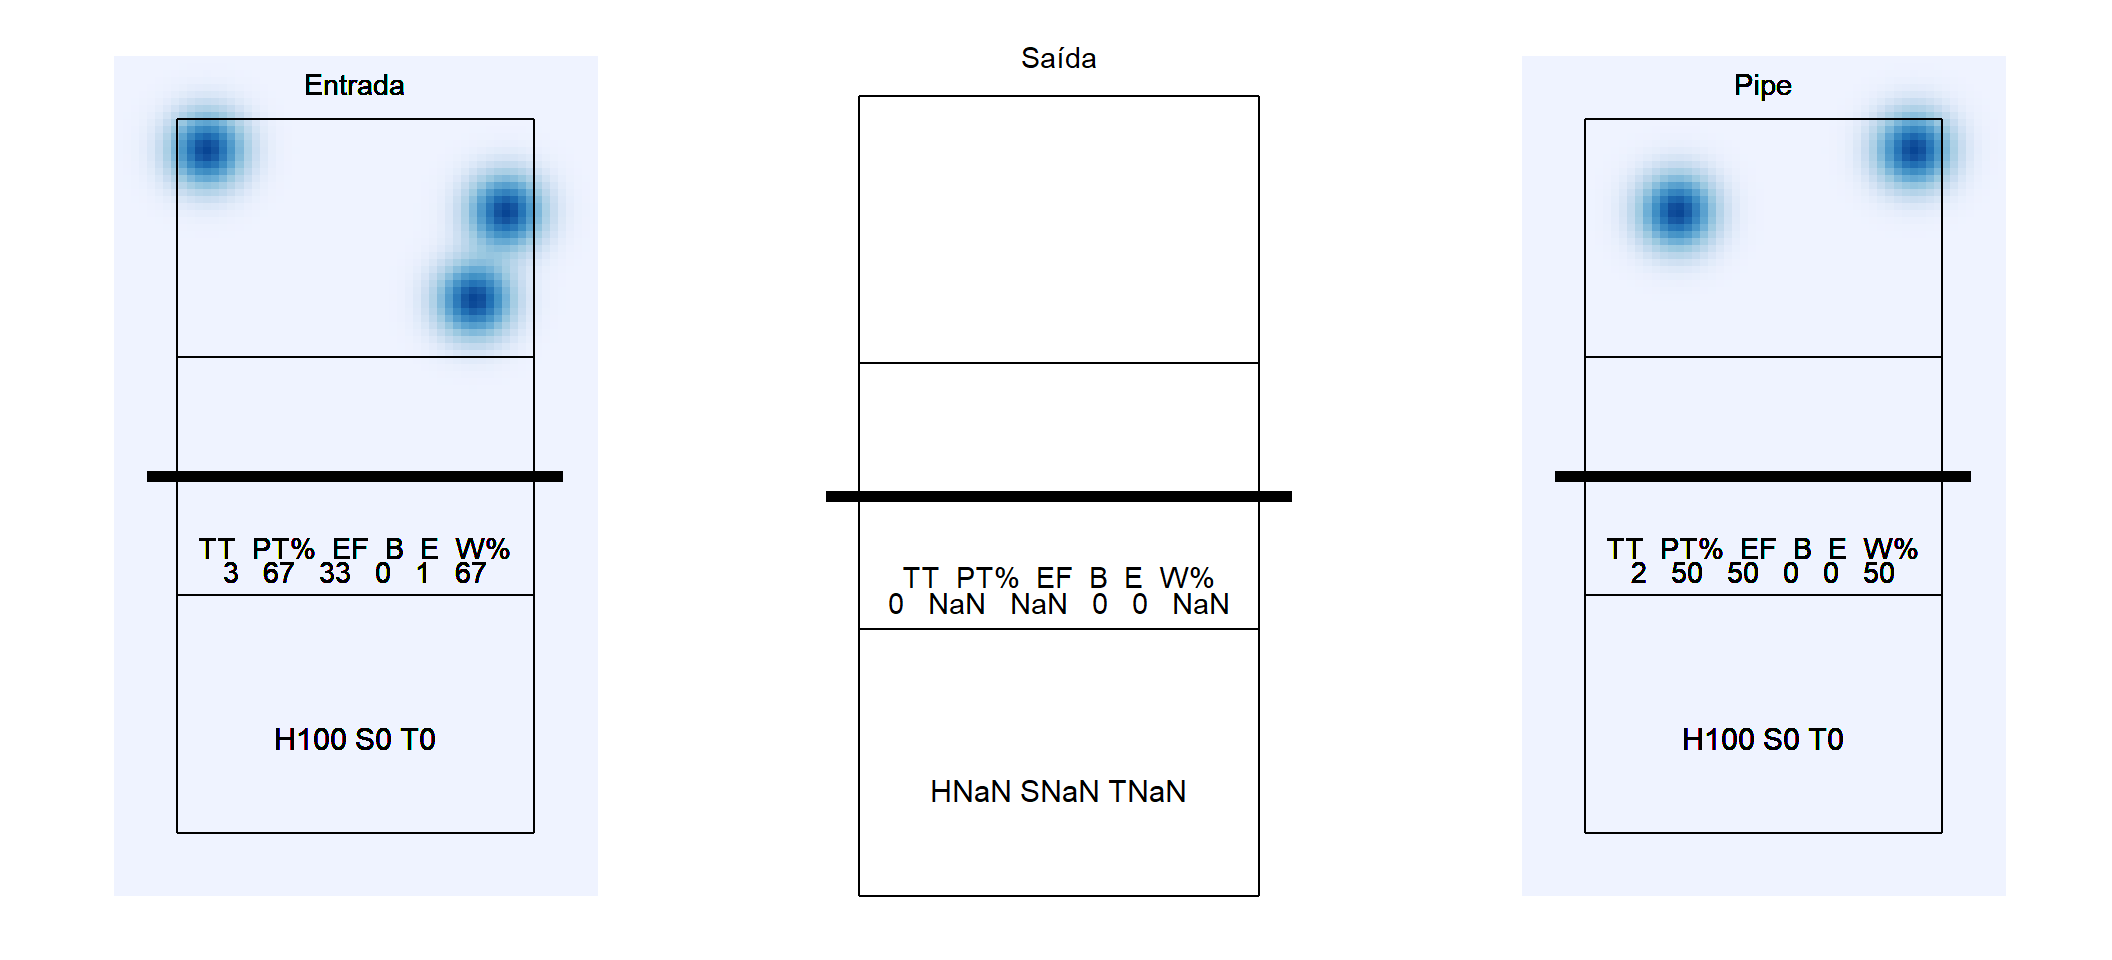 Entrada
TT PT% EF B E W%
3 67 33 0 1 67
H100 S0 T0
Saída
TT PT% EF B E W%
0 NaN NaN 0 0 NaN
HNaN SNaN TNaN
Pipe
TT PT% EF B E W%
2 50 50 0 0 50
H100 S0 T0